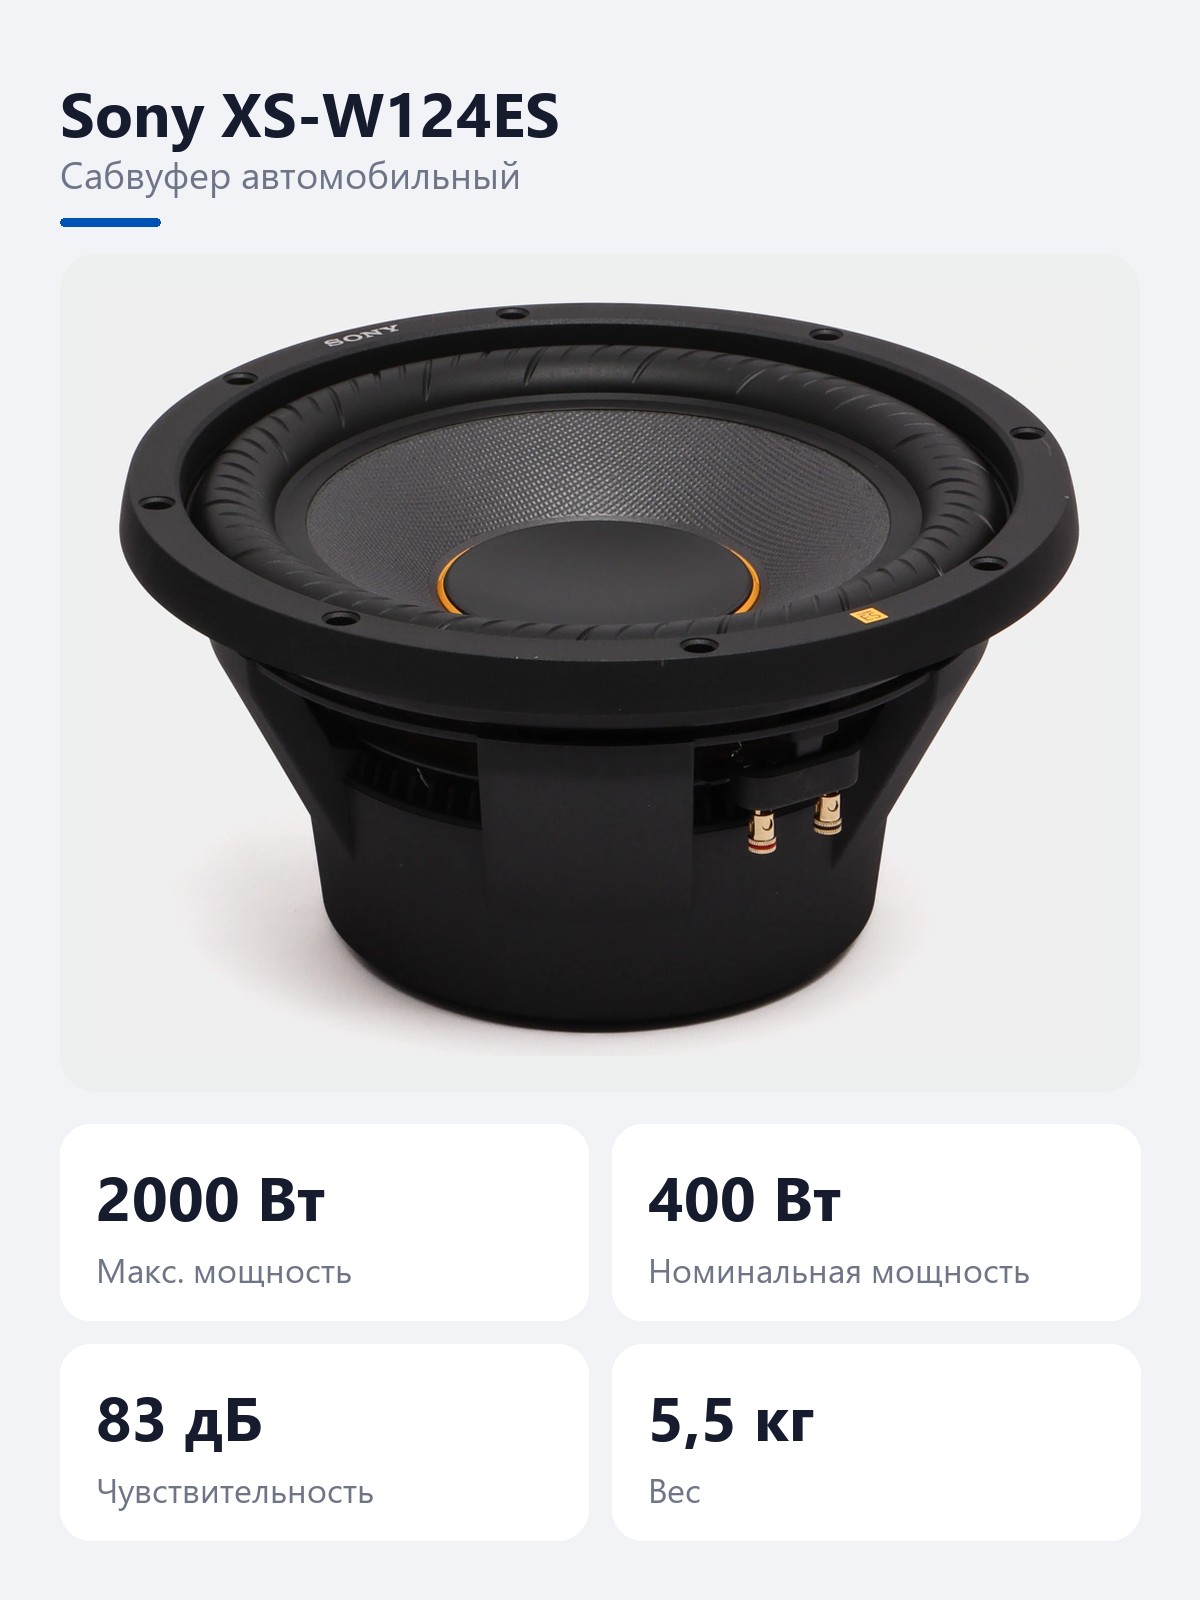 Sony XS-W124ES
Сабвуфер автомобильный
SONY
2000 Вт
Макс. мощность
400 Вт
Номинальная мощность
83 дБ
Чувствительность
5,5 кг
Вес